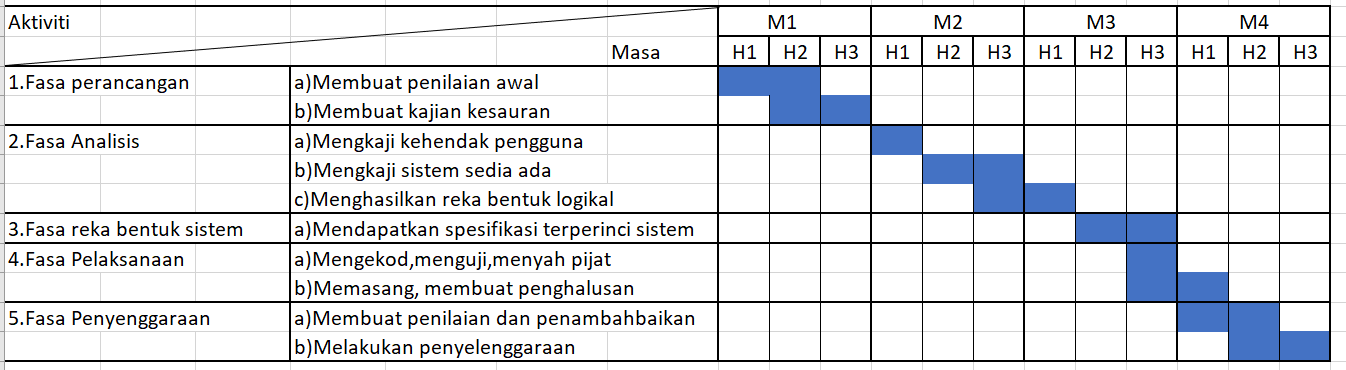 Aktiviti M1 M2 M3 M4
Masa H1 H2 H3 H1 H2 H3 H1 H2 H3 H1 H2 H3
1.Fasa perancangan a)Membuat penilaian awal
b)Membuat kajian kesauran
2.Fasa Analisis a)Mengkaji kehendak pengguna
b)Mengkaji sistem sedia ada
c)Menghasilkan reka bentuk logikal
3.Fasa reka bentuk sistem a)Mendapatkan spesifikasi terperinci sistem
4.Fasa Pelaksanaan a)Mengekod,menguji,menyah pijat
b)Memasang, membuat penghalusan
5.Fasa Penyenggaraan a)Membuat penilaian dan penambahbaikan
b)Melakukan penyelenggaraan